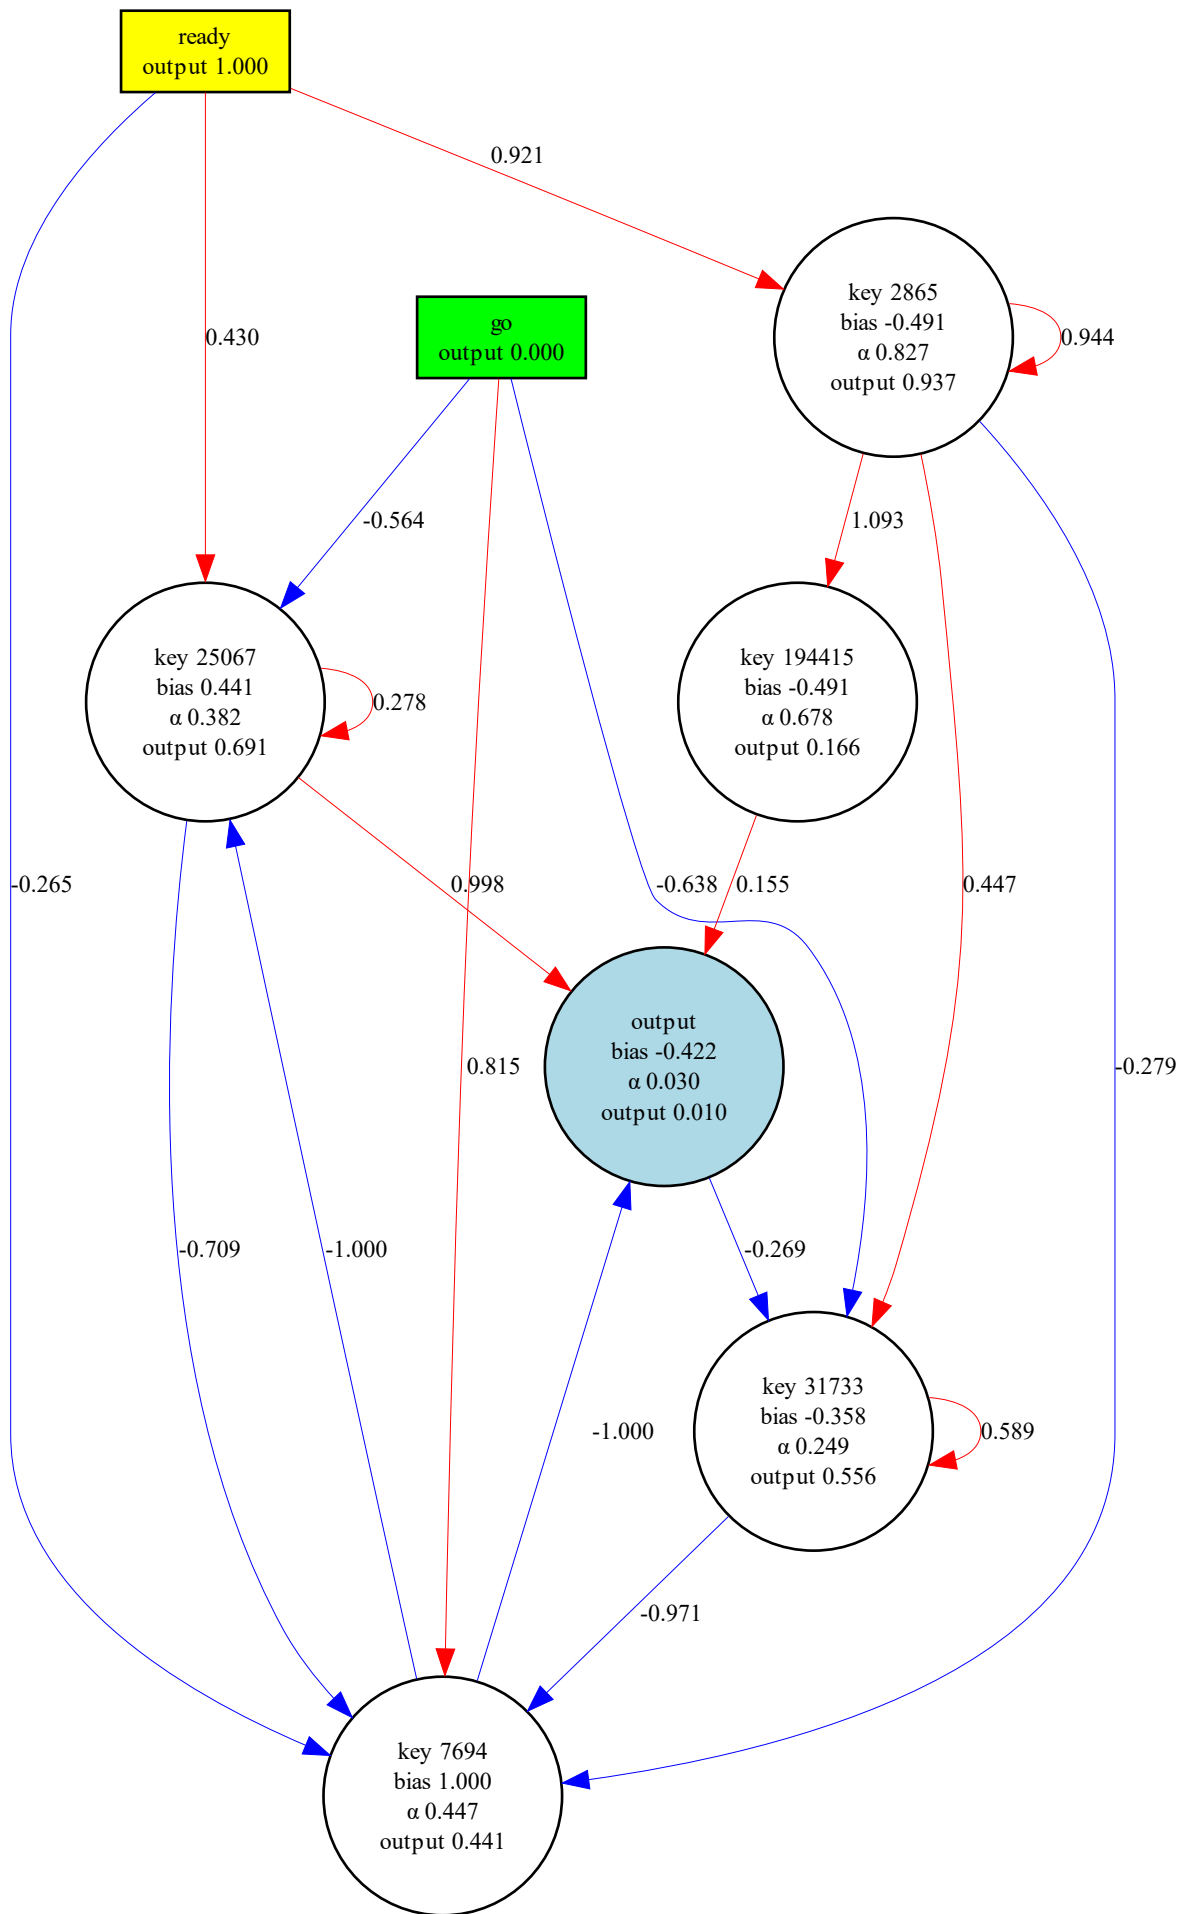 ready
output 1.000
0.921
key 2865
bias -0.491
α 0.827
output 0.937
0.944
go
output 0.000
0.430
-0.564
1.093
key 25067
bias 0.441
α 0.382
output 0.691
0.278
key 194415
bias -0.491
α 0.678
output 0.166
-0.265
0.998
-0.638
0.155
0.447
output
bias -0.422
α 0.030
output 0.010
0.815
-0.279
-0.709
-1.000
-0.269
-1.000
key 31733
bias -0.358
α 0.249
output 0.556
0.589
-0.971
key 7694
bias 1.000
α 0.447
output 0.441